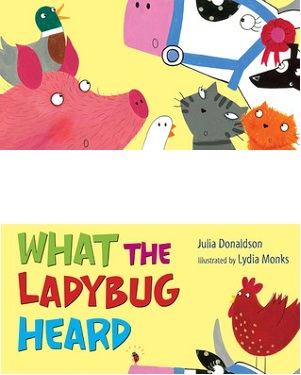 WHAT THE
LADYBUG
HEARD
Julia Donaldson
Illustrated by Lydia Monks